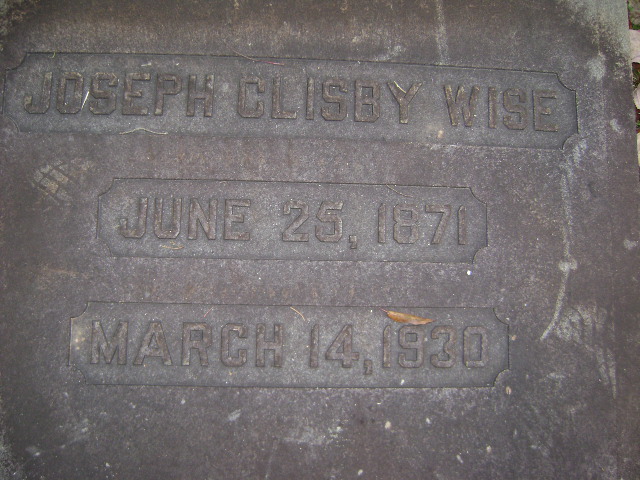 JOSEPH CLISBY WISE
JUNE 25, 1871
MARCH 14, 1930